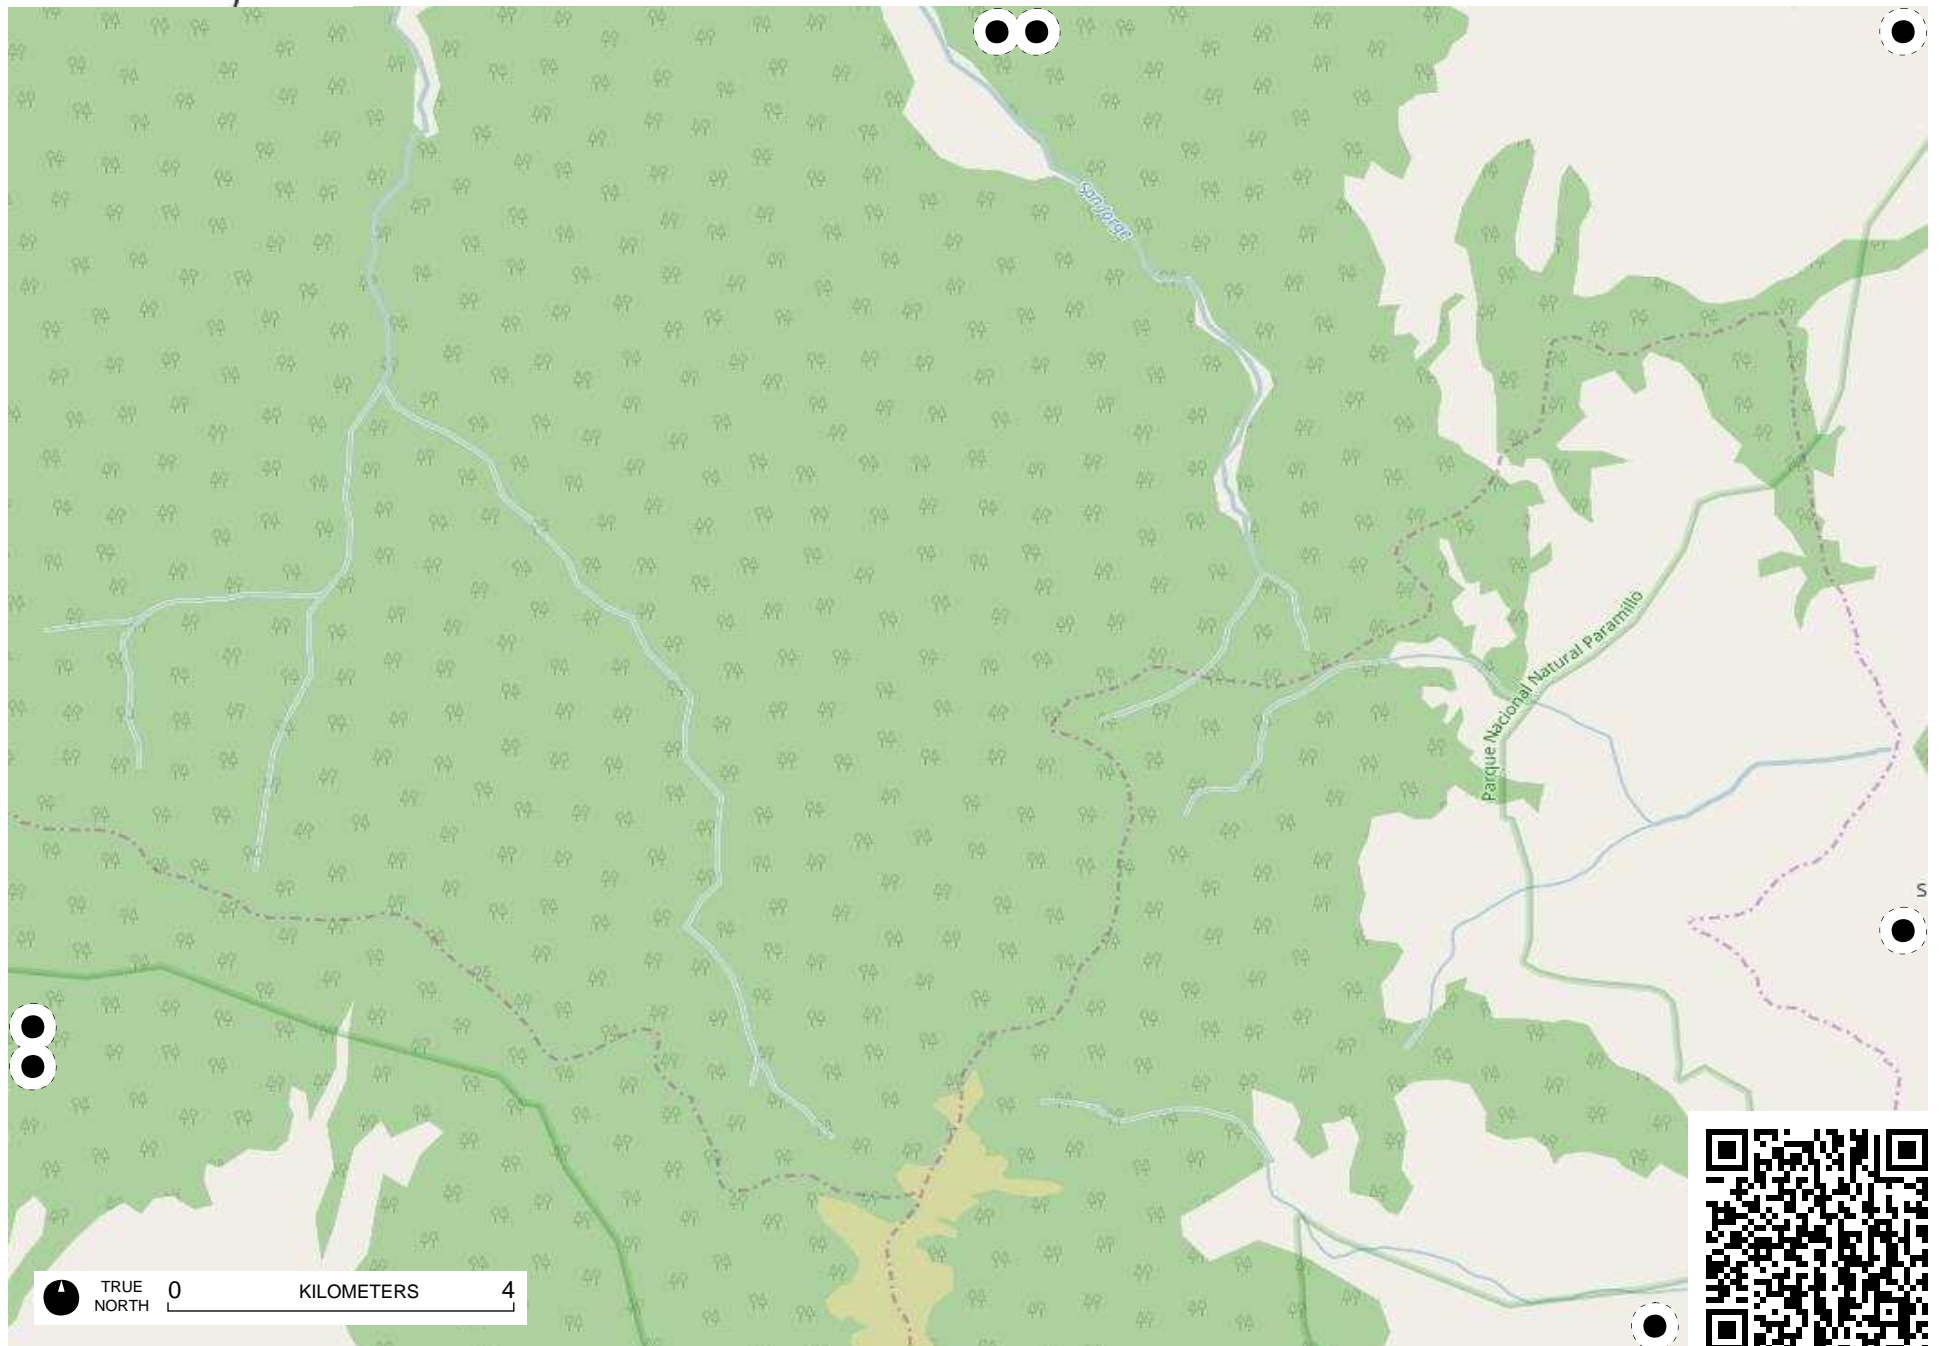 San Jorge
Parque Nacional Natural Paramillo
S
TRUE
NORTH
0 KILOMETERS 4